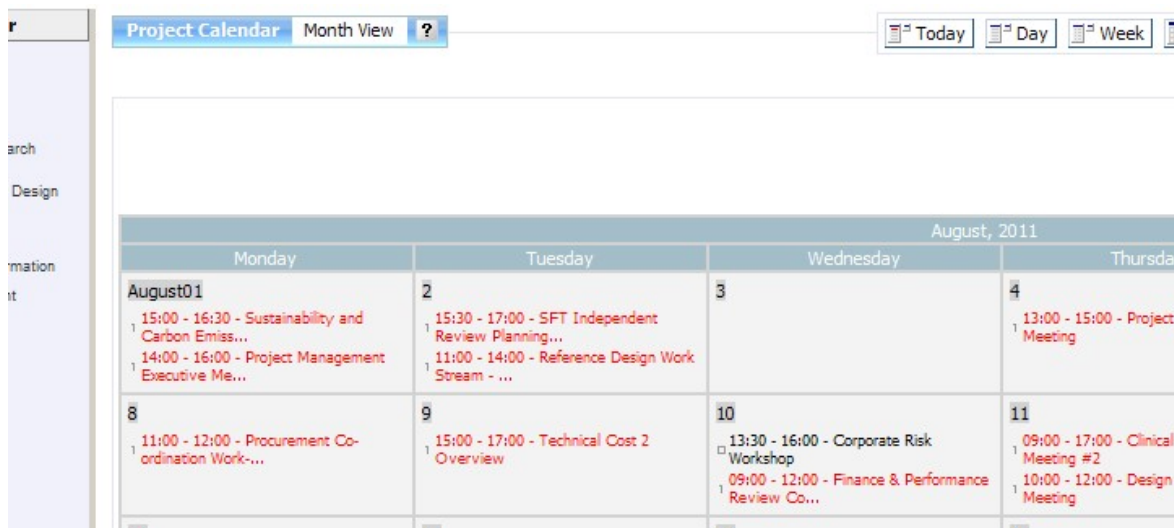 r
Project Calendar Month View ?
Today Day Week
arch
Design
rmation
nt
August, 2011
Monday Tuesday Wednesday Thursda
August01 2 3 4
15:00 - 16:30 - Sustainability and
Carbon Emiss...
14:00 - 16:00 - Project Management
Executive Me...
15:30 - 17:00 - SFT Independent
Review Planning...
11:00 - 14:00 - Reference Design Work
Stream - ...
13:00 - 15:00 - Project
Meeting
8 9 10 11
11:00 - 12:00 - Procurement Co-
ordination Work-...
15:00 - 17:00 - Technical Cost 2
Overview
13:30 - 16:00 - Corporate Risk
Workshop
09:00 - 12:00 - Finance & Performance
Review Co...
09:00 - 17:00 - Clinical
Meeting #2
10:00 - 12:00 - Design
Meeting